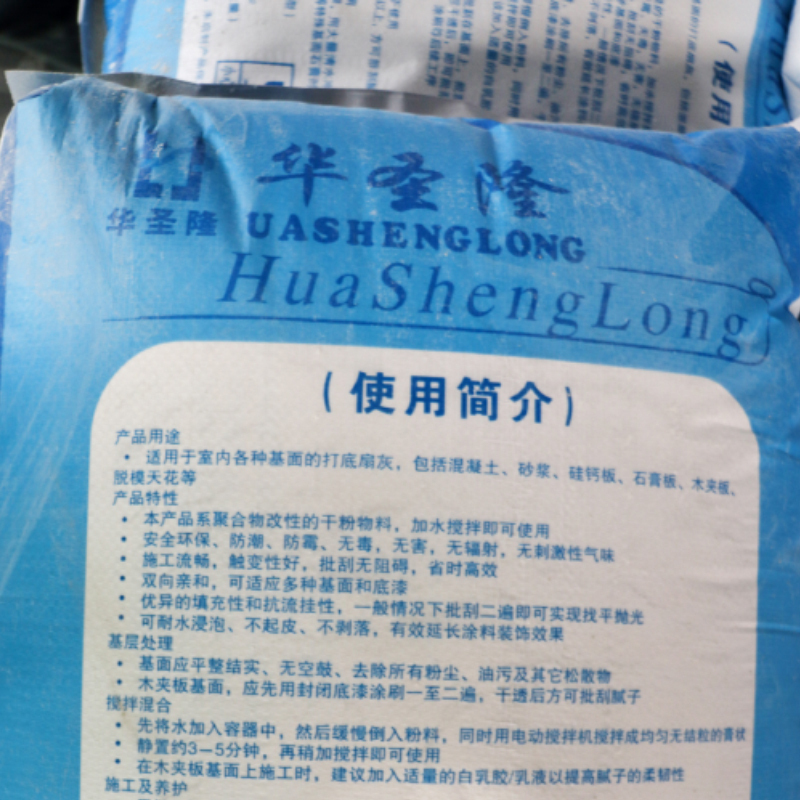 （使用
华圣隆
华圣隆 HUASHENGLONG
HuaShengLong
（使用简介）
产品用途
• 适用于室内各种基面的打底扇灰，包括混凝土、砂浆、硅钙板、石膏板、木夹板、
脱模天花等
产品特性
• 本产品系聚合物改性的干粉物料，加水搅拌即可使用
• 安全环保、防潮、防霉、无毒，无害，无辐射，无刺激性气味
• 施工流畅，触变性好，批刮无阻碍，省时高效
• 双向亲和，可适应多种基面和底漆
• 优异的填充性和抗流挂性，一般情况下批刮二遍即可实现找平抛光
• 可耐水浸泡、不起皮、不剥落，有效延长涂料装饰效果
基层处理
• 基面应平整结实、无空鼓、去除所有粉尘、油污及其它松散物
• 木夹板基面，应先用封闭底漆涂刷一至二遍，干透后方可批刮腻子
搅拌混合
• 先将水加入容器中，然后缓慢倒入粉料，同时用电动搅拌机搅拌成均匀无结粒的膏状
• 静置约3—5分钟，再稍加搅拌即可使用
• 在木夹板基面上施工时，建议加入适量的白乳胶/乳液以提高腻子的柔韧性
施工及养护